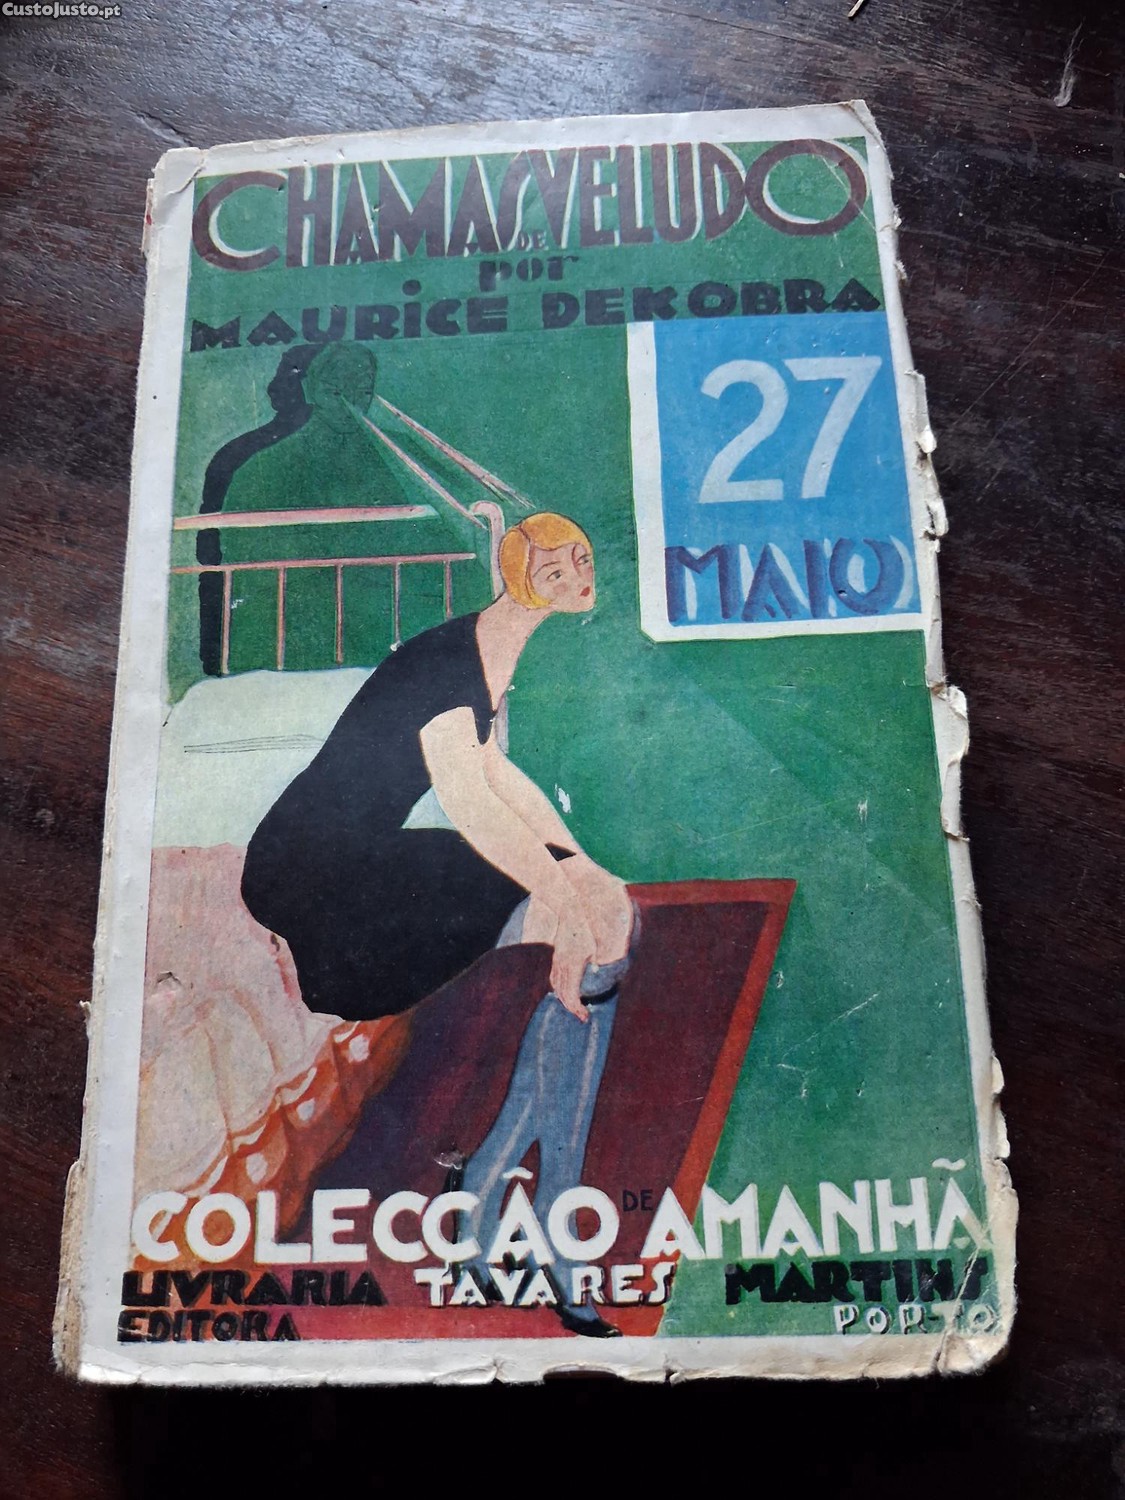 CustoJusto.pt
CHAMAS DE VELUDO
por
MAURiCE DEKOBRA
27
MAIO
COLECÇÃO DE AMANHÃ
LIVRARIA TAVARES MARTINS
EDITORA PORTO